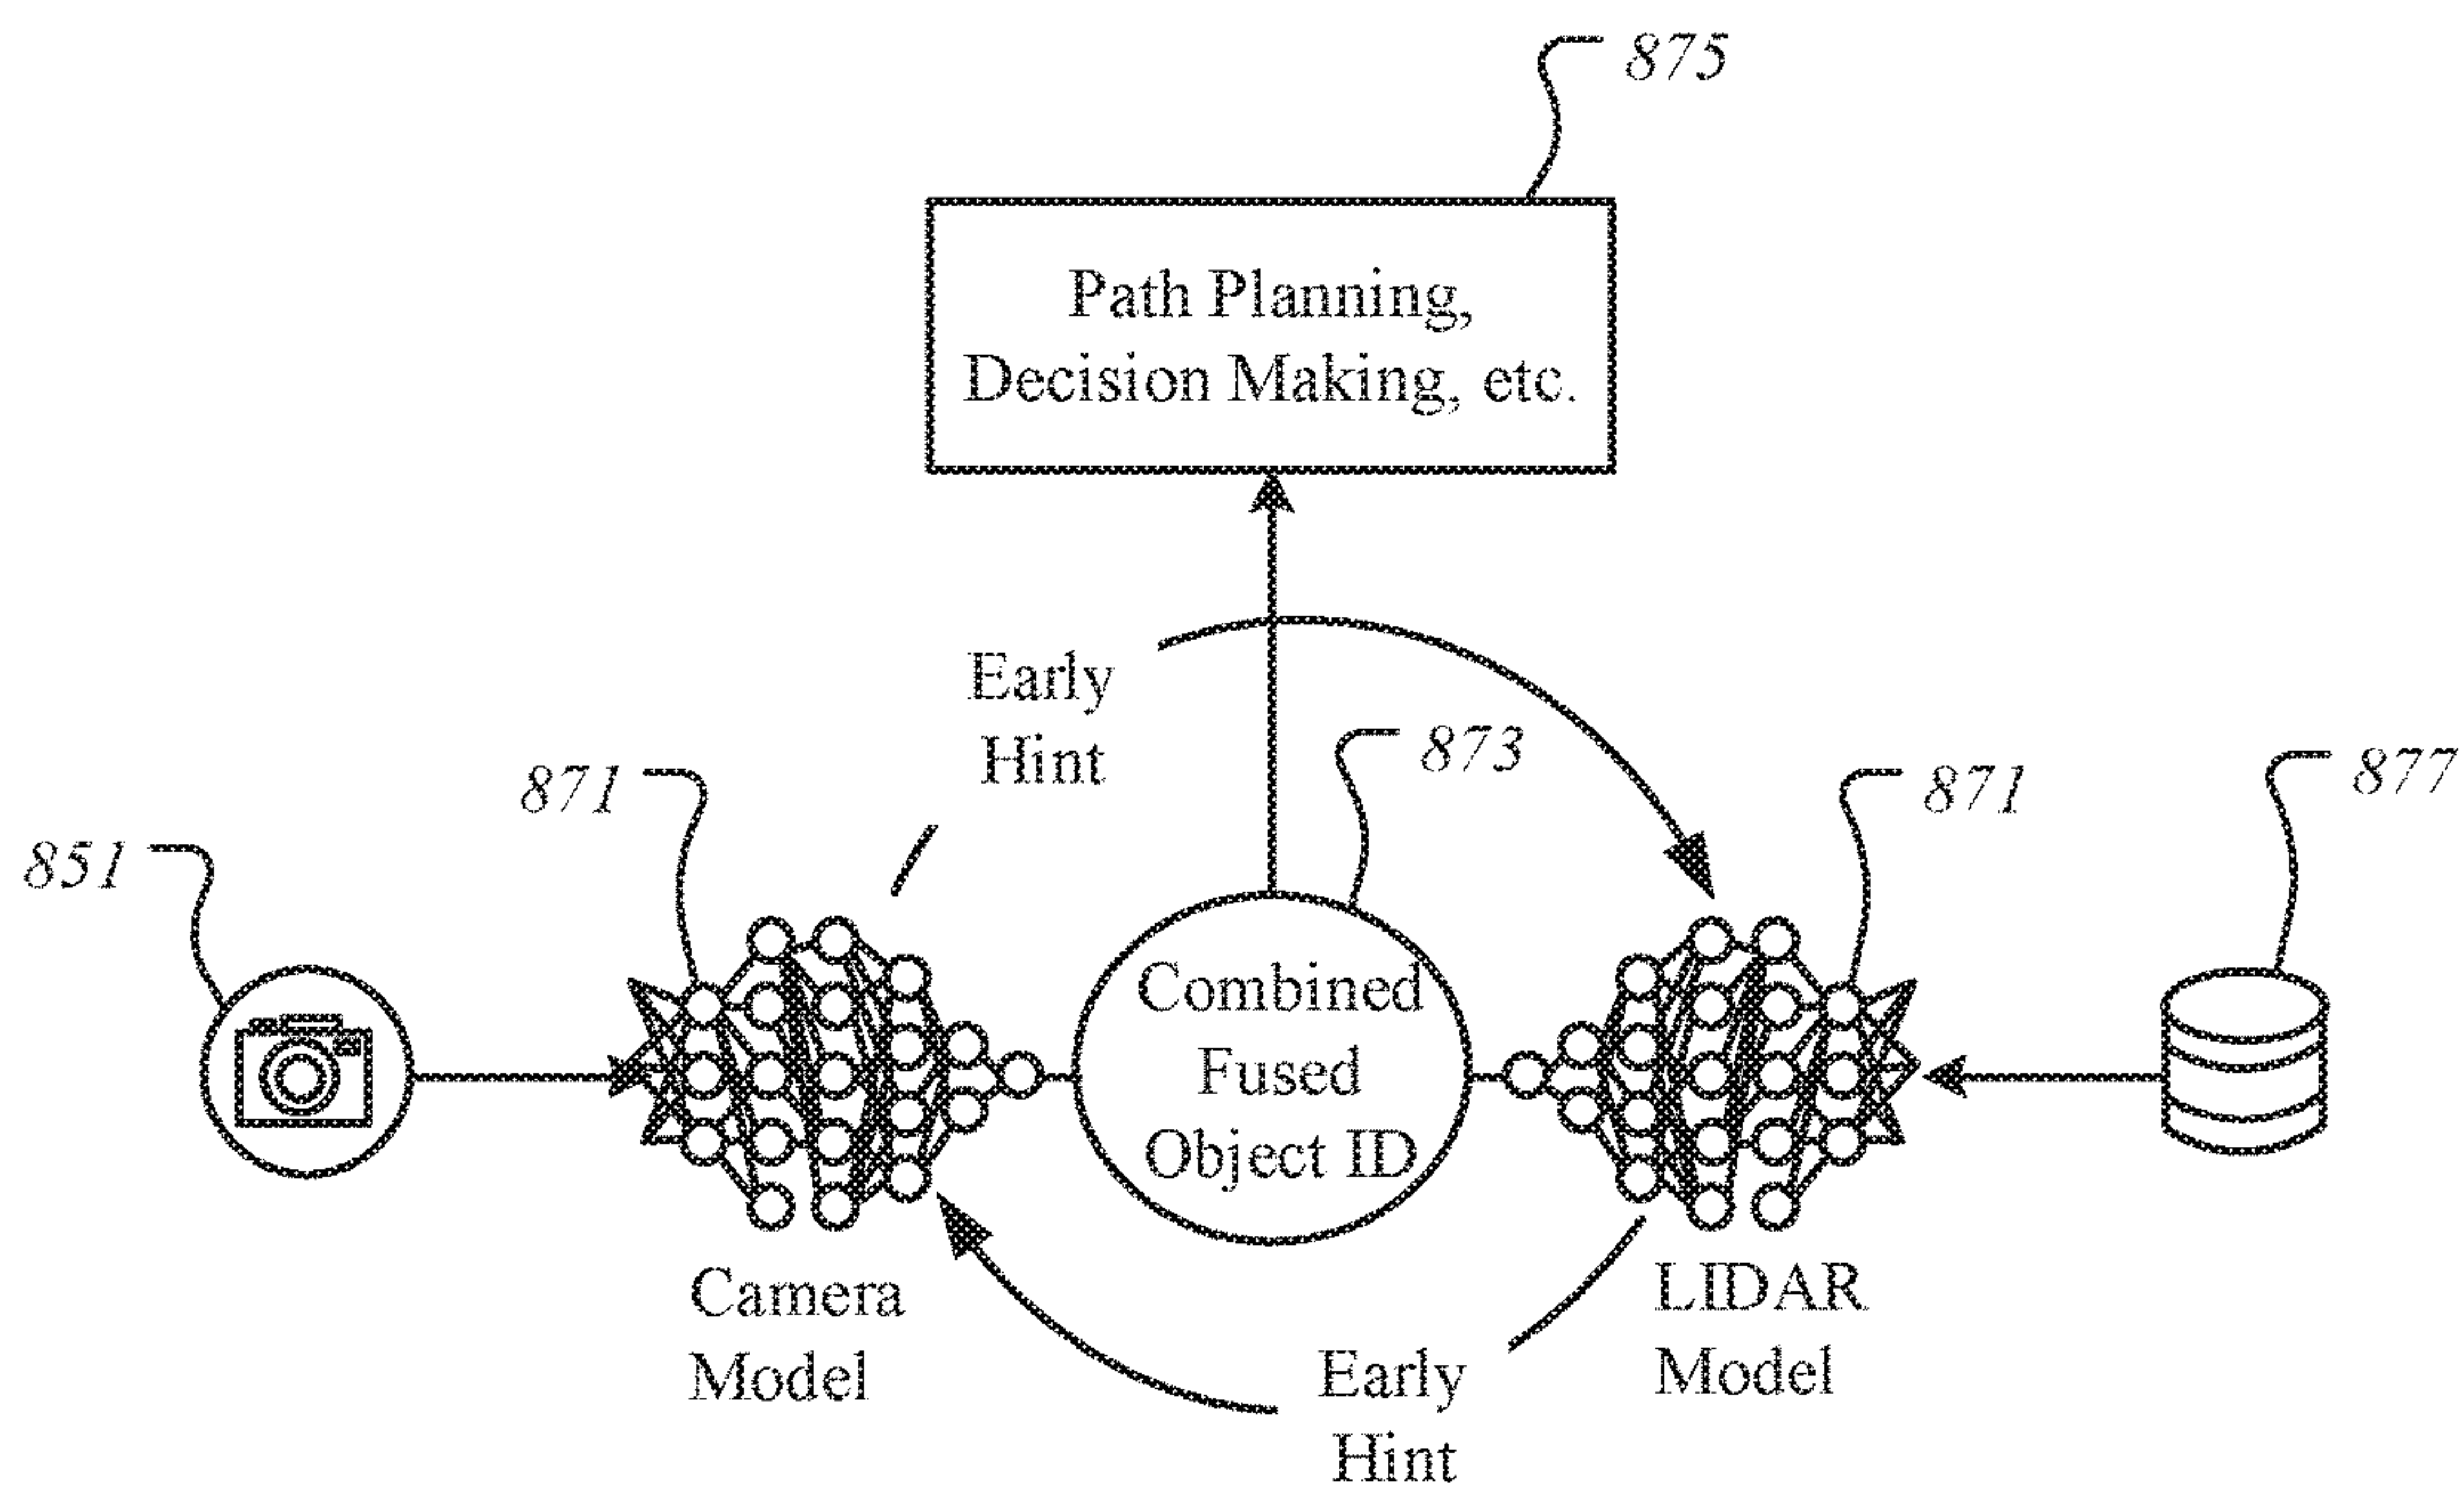 875
Path Planning,
Decision Making, etc.
Early
Hint
873
871
871
877
851
Combined
Fused
Object ID
Camera
Model
LIDAR
Model
Early
Hint